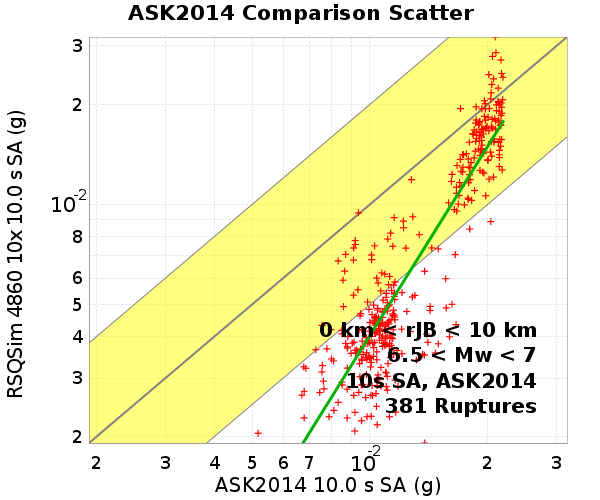 ASK2014 Comparison Scatter
RSQSim 4860 10x 10.0 s SA (g)
3
2
10-2
8
6
5
4
3
2
0 km < rJB < 10 km
6.5 < Mw < 7
10s SA, ASK2014
381 Ruptures
2 3 4 5 6 7 10-2 2 3
ASK2014 10.0 s SA (g)